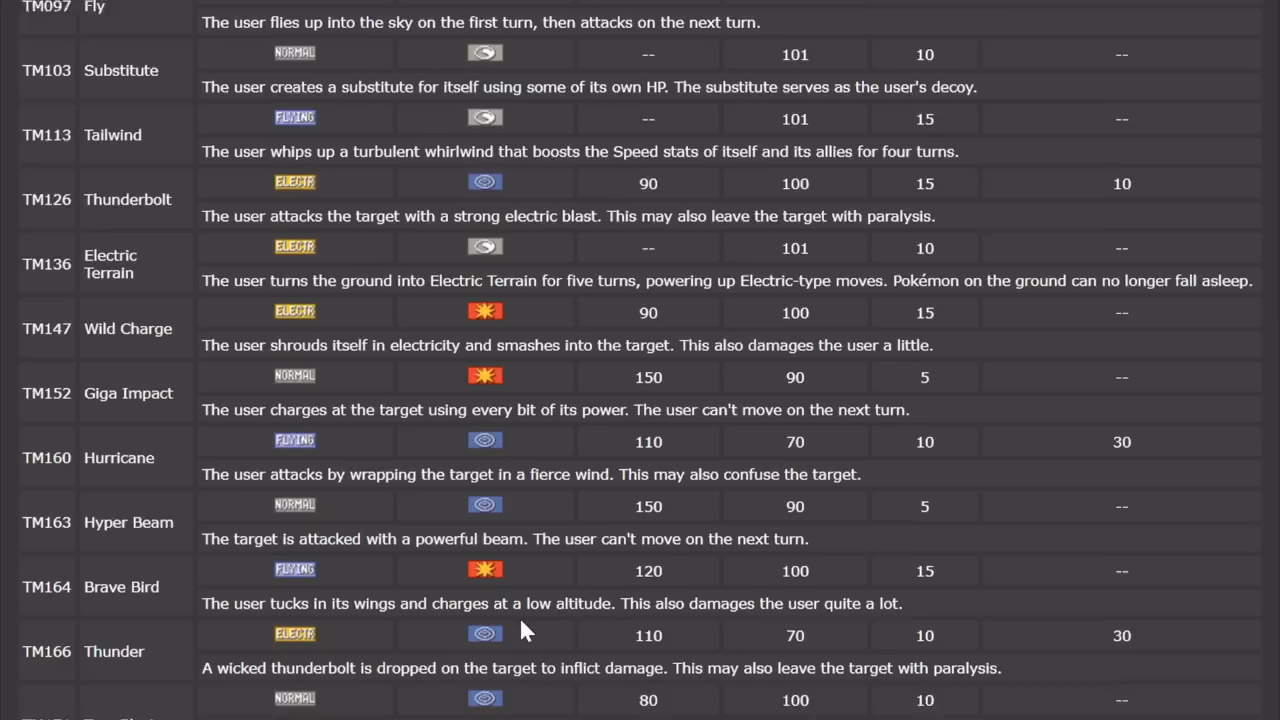 TM097 Fly
The user flies up into the sky on the first turn, then attacks on the next turn.
NORMAL -- 101 10 --
TM103 Substitute
The user creates a substitute for itself using some of its own HP. The substitute serves as the user's decoy.
FLYING -- 101 15 --
TM113 Tailwind
The user whips up a turbulent whirlwind that boosts the Speed stats of itself and its allies for four turns.
ELECTR 90 100 15 10
TM126 Thunderbolt
The user attacks the target with a strong electric blast. This may also leave the target with paralysis.
ELECTR -- 101 10 --
TM136 Electric
Terrain
The user turns the ground into Electric Terrain for five turns, powering up Electric-type moves. Pokémon on the ground can no longer fall asleep.
ELECTR 90 100 15 --
TM147 Wild Charge
The user shrouds itself in electricity and smashes into the target. This also damages the user a little.
NORMAL 150 90 5 --
TM152 Giga Impact
The user charges at the target using every bit of its power. The user can't move on the next turn.
FLYING 110 70 10 30
TM160 Hurricane
The user attacks by wrapping the target in a fierce wind. This may also confuse the target.
NORMAL 150 90 5 --
TM163 Hyper Beam
The target is attacked with a powerful beam. The user can't move on the next turn.
FLYING 120 100 15 --
TM164 Brave Bird
The user tucks in its wings and charges at a low altitude. This also damages the user quite a lot.
ELECTR 110 70 10 30
TM166 Thunder
A wicked thunderbolt is dropped on the target to inflict damage. This may also leave the target with paralysis.
NORMAL 80 100 10 --